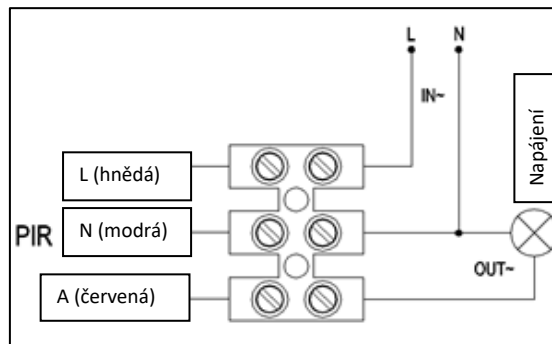 L N
IN~
Napájení
L (hnědá)
PIR N (modrá)
OUT~
A (červená)